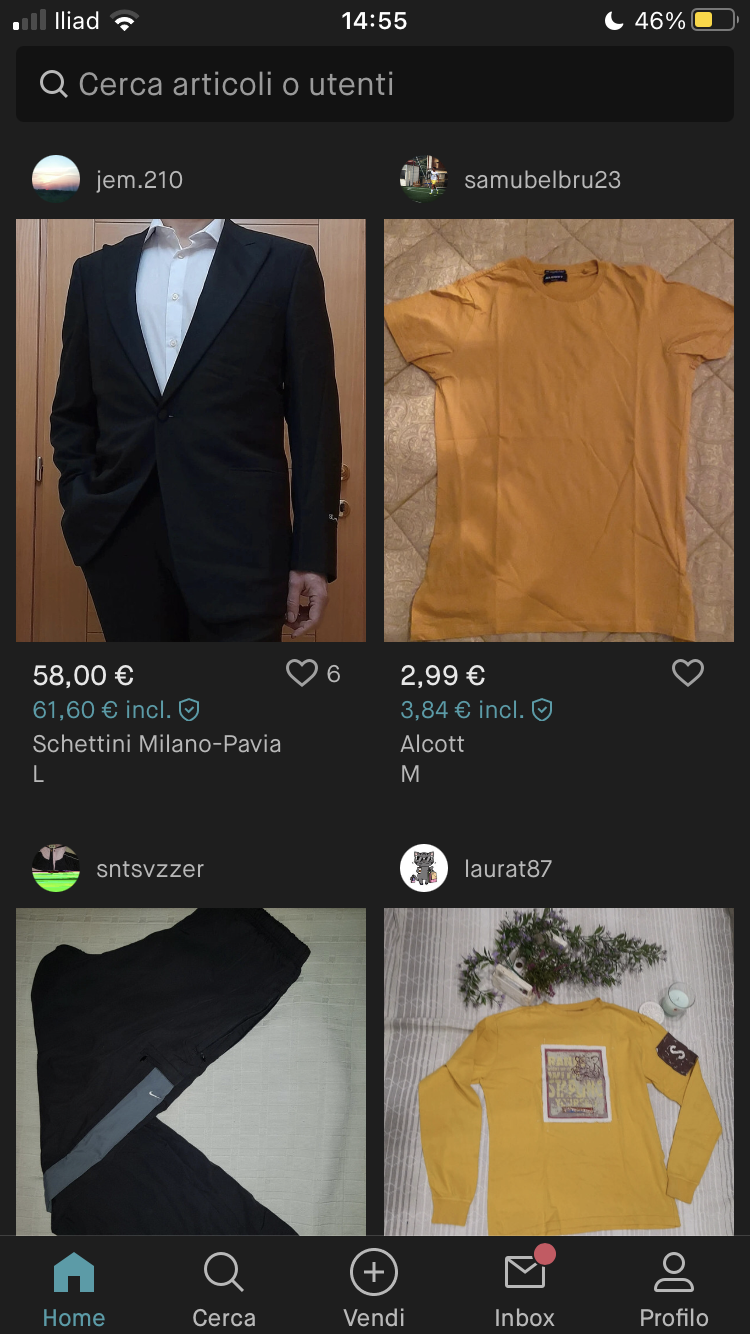 Iliad 14:55 46%
Cerca articoli o utenti
jem.210
samubelbru23
58,00 €
6
61,60 € incl.
Schettini Milano-Pavia
L
2,99 €
3,84 € incl.
Alcott
M
sntsvzzer
laurat87
S
Home
Cerca
Vendi
Inbox
Profilo